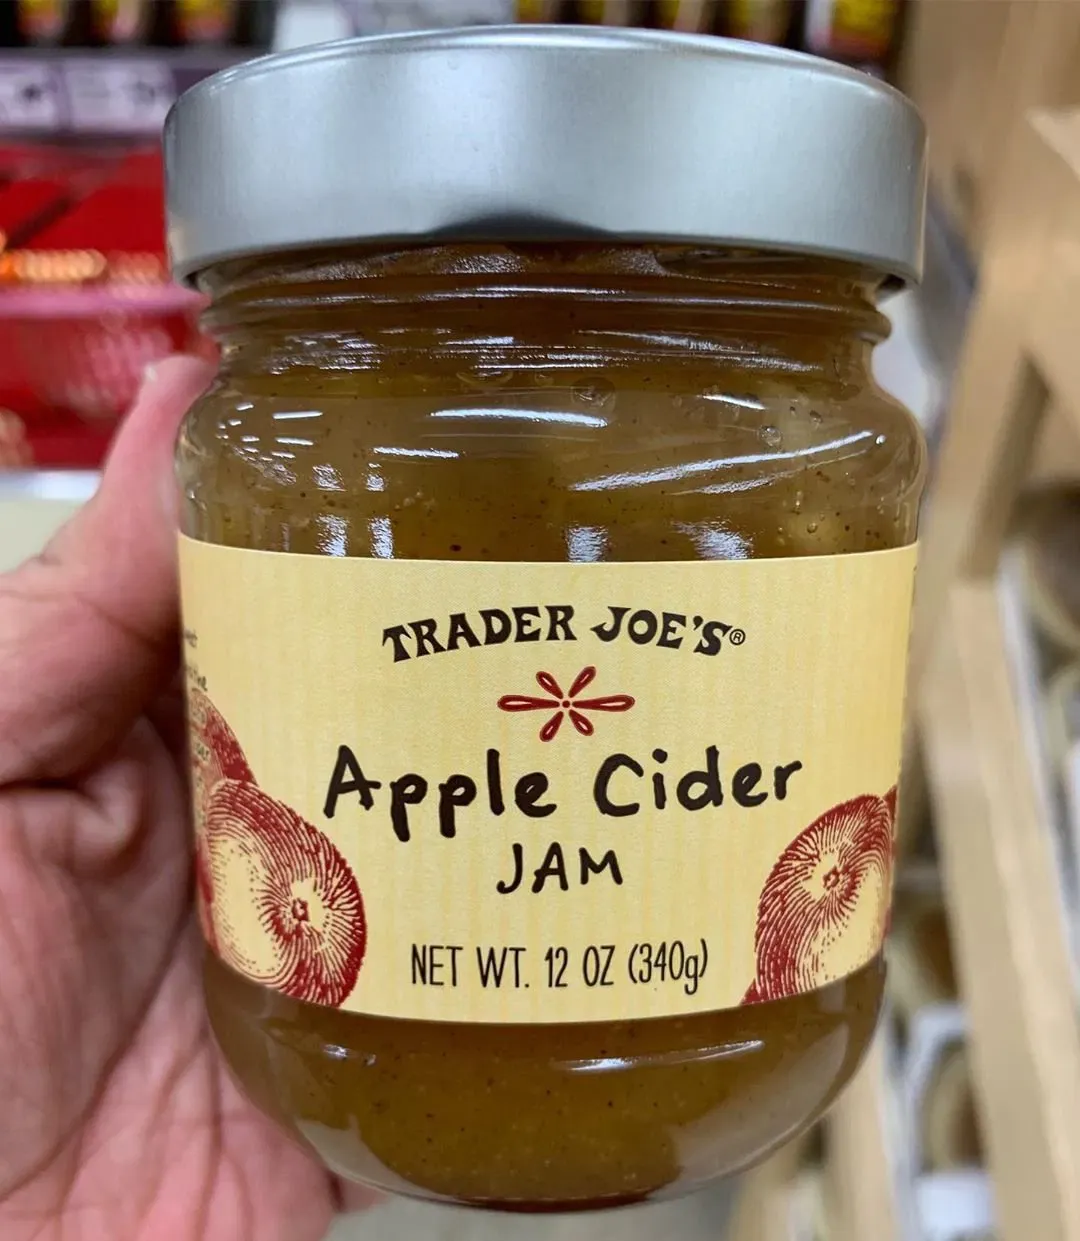 TRADER JOE'S®
Apple Cider
JAM
NET WT. 12 OZ (340g)